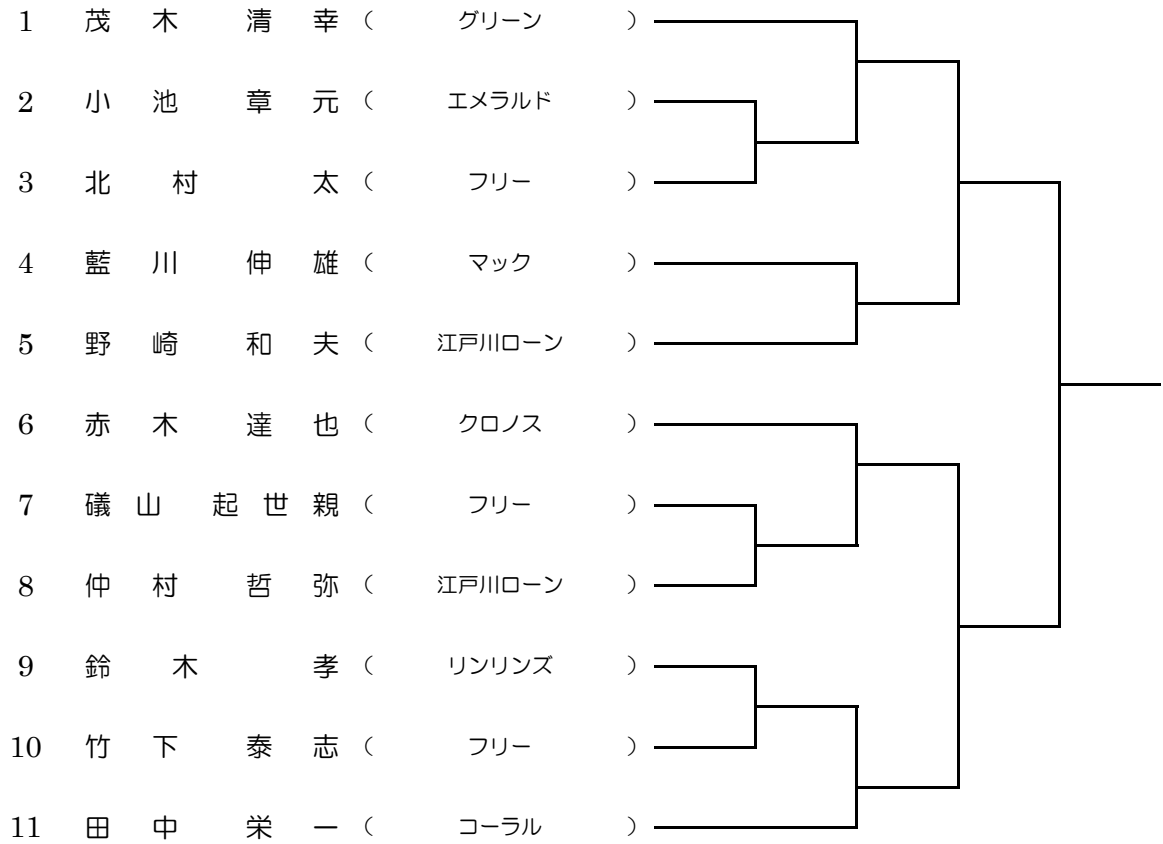 1 茂木 清幸 （ グリーン ）
2 小池 章元 （ エメラルド ）
3 北村 太 （ フリー ）
4 藍川 伸雄 （ マック ）
5 野崎 和夫 （ 江戸川ローン ）
6 赤木 達也 （ クロノス ）
7 礒山 起世親 （ フリー ）
8 仲村 哲弥 （ 江戸川ローン ）
9 鈴木 孝 （ リンリンズ ）
10 竹下 泰志 （ フリー ）
11 田中 栄一 （ コーラル ）